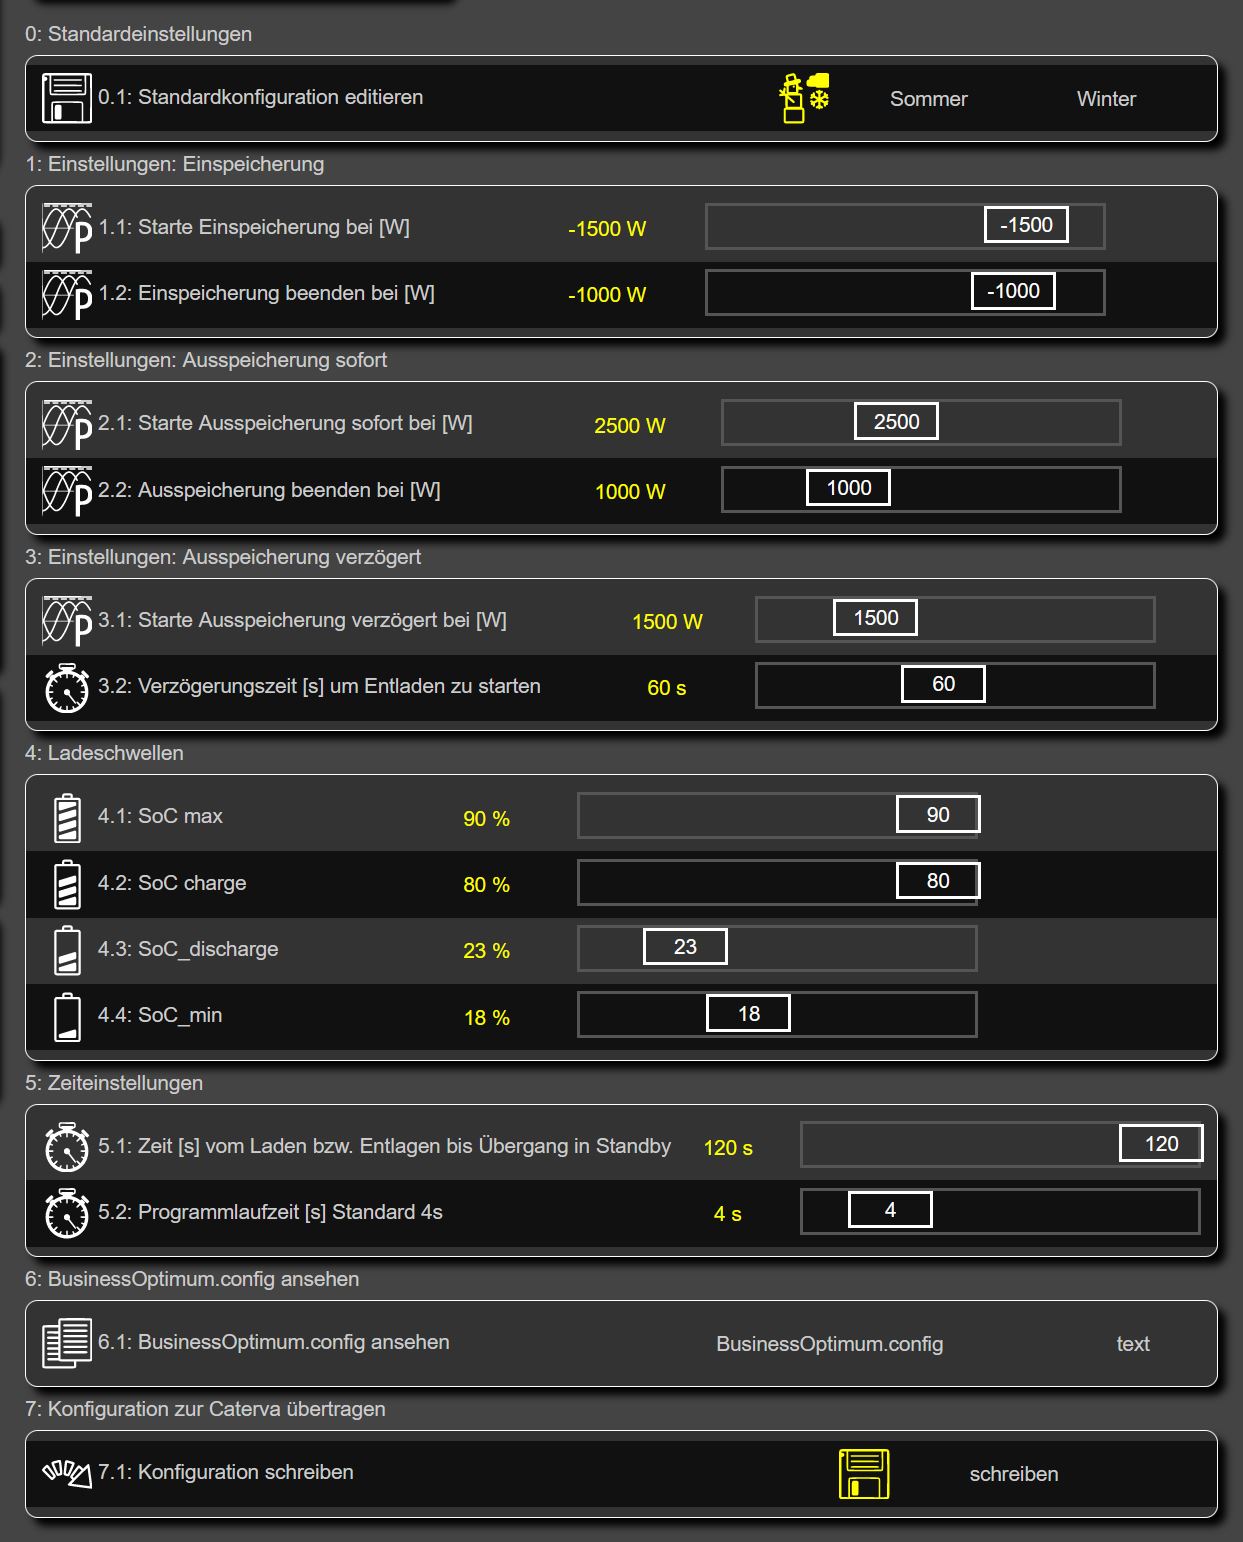 0: Standardeinstellungen
0.1: Standardkonfiguration editieren Sommer Winter
1: Einstellungen: Einspeicherung
1.1: Starte Einspeicherung bei [W] -1500 W -1500
1.2: Einspeicherung beenden bei [W] -1000 W -1000
2: Einstellungen: Ausspeicherung sofort
2.1: Starte Ausspeicherung sofort bei [W] 2500 W 2500
2.2: Ausspeicherung beenden bei [W] 1000 W 1000
3: Einstellungen: Ausspeicherung verzögert
3.1: Starte Ausspeicherung verzögert bei [W] 1500 W 1500
3.2: Verzögerungszeit [s] um Entladen zu starten 60 s 60
4: Ladeschwellen
4.1: SoC max 90 % 90
4.2: SoC charge 80 % 80
4.3: SoC_discharge 23 % 23
4.4: SoC_min 18 % 18
5: Zeiteinstellungen
5.1: Zeit [s] vom Laden bzw. Entlagen bis Übergang in Standby 120 s 120
5.2: Programmlaufzeit [s] Standard 4s 4 s 4
6: BusinessOptimum.config ansehen
6.1: BusinessOptimum.config ansehen BusinessOptimum.config text
7: Konfiguration zur Caterva übertragen
7.1: Konfiguration schreiben schreiben